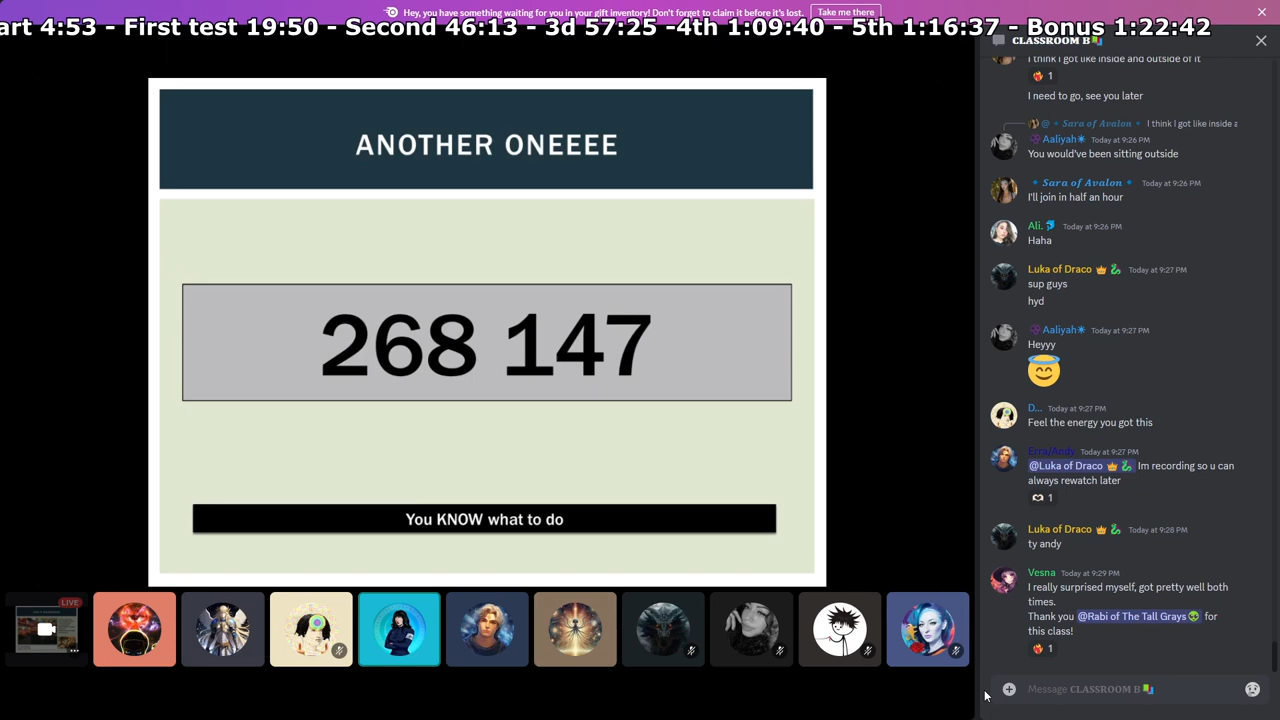 Hey, you have something waiting for you in your gift inventory! Don't forget to claim it before it's lost. Take me there
art 4:53 - First test 19:50 - Second 46:13 - 3d 57:25 -4th 1:09:40 - 5th 1:16:37 - Bonus 1:22:42
ANOTHER ONEEEE
268 147
You KNOW what to do
LIVE
CLASSROOM B
I think I got like inside and outside of it
1
I need to go, see you later
@ Sara of Avalon I think I got like inside a
Aaliyah Today at 9:26 PM
You would've been sitting outside
Sara of Avalon Today at 9:26 PM
I'll join in half an hour
Ali. Today at 9:26 PM
Haha
Luka of Draco Today at 9:27 PM
sup guys
hyd
Aaliyah Today at 9:27 PM
Heyyy
D... Today at 9:27 PM
Feel the energy you got this
Erra/Andy Today at 9:27 PM
@Luka of Draco Im recording so u can
always rewatch later
1
Luka of Draco Today at 9:28 PM
ty andy
Vesna Today at 9:29 PM
I really surprised myself, got pretty well both
times.
Thank you @Rabi of The Tall Grays for
this class!
1
Message CLASSROOM B